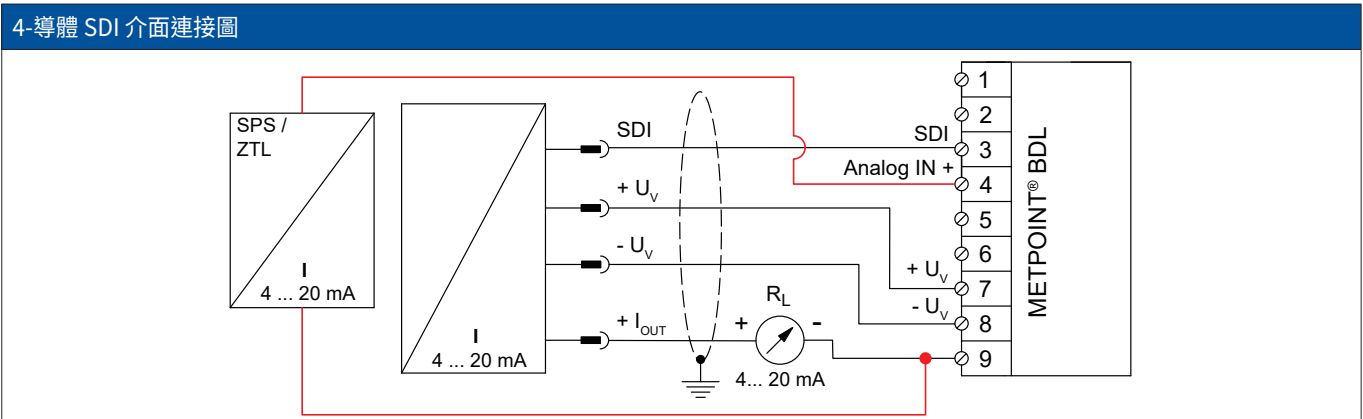 4-導體 SDI 介面連接圖
SPS /
ZTL
I
4 ... 20 mA
I
4 ... 20 mA
SDI
+ UV
- UV
+ IOUT
+
RL
-
4... 20 mA
SDI
Analog IN +
+ UV
- UV
1
2
3
4
5
6
7
8
9
METPOINT® BDL